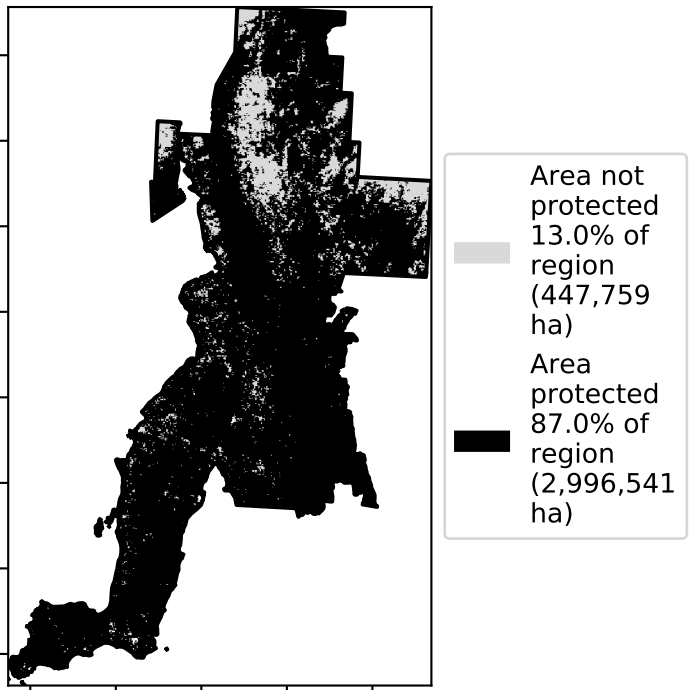 Area not
protected
13.0% of
region
(447,759
ha)
Area
protected
87.0% of
region
(2,996,541
ha)